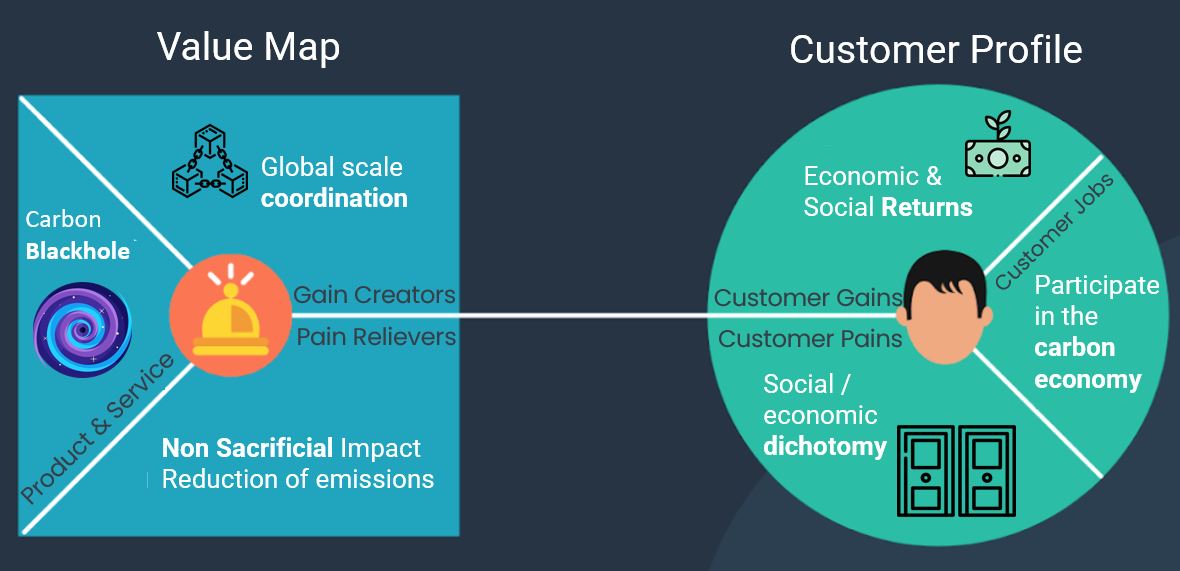 Value Map
Customer Profile
Global scale
coordination
Carbon
Blackhole
Gain Creators
Pain Relievers
Product & Service
Non Sacrificial Impact
Reduction of emissions
Economic &
Social Returns
Customer Jobs
Customer Gains
Customer Pains
Participate
in the
carbon
economy
Social /
economic
dichotomy